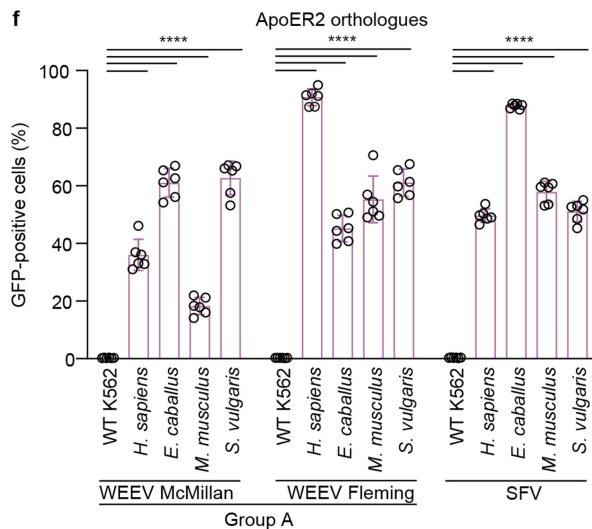 f
ApoER2 orthologues
**** **** ****
GFP-positive cells (%)
100
80
60
40
20
0
WT K562
H. sapiens
E. caballus
M. musculus
S. vulgaris
WT K562
H. sapiens
E. caballus
M. musculus
S. vulgaris
WT K562
H. sapiens
E. caballus
M. musculus
S. vulgaris
WEEV McMillan WEEV Fleming SFV
Group A